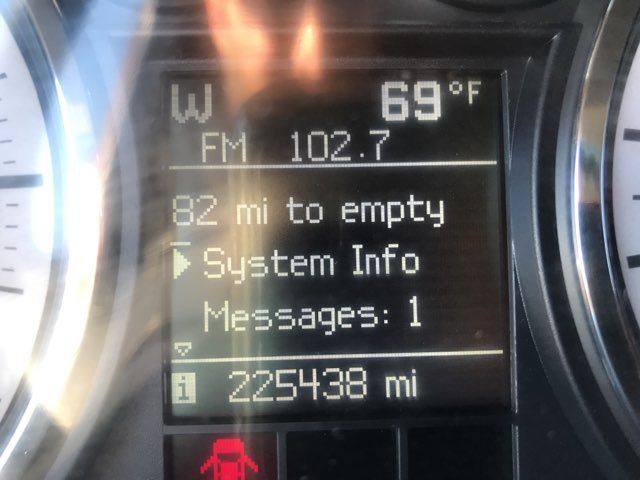 W 69°F
FM 102.7
82 mi to empty
System Info
Messages: 1
i 225438 mi